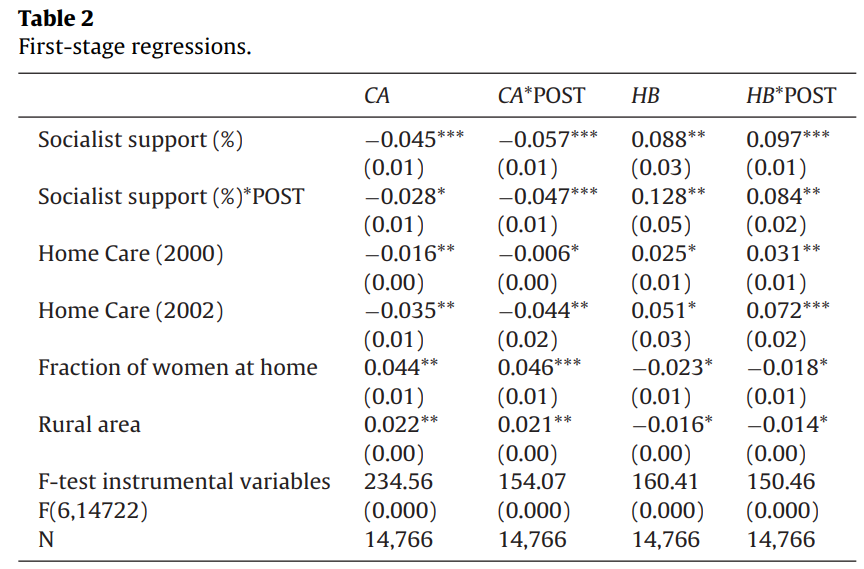 Table 2
First-stage regressions.
CA CA*POST HB HB*POST
Socialist support (%) −0.045*** −0.057*** 0.088** 0.097***
(0.01) (0.01) (0.03) (0.01)
Socialist support (%)*POST −0.028* −0.047*** 0.128** 0.084**
(0.01) (0.01) (0.05) (0.02)
Home Care (2000) −0.016** −0.006* 0.025* 0.031**
(0.00) (0.00) (0.01) (0.01)
Home Care (2002) −0.035** −0.044** 0.051* 0.072***
(0.01) (0.02) (0.03) (0.02)
Fraction of women at home 0.044** 0.046*** −0.023* −0.018*
(0.01) (0.01) (0.01) (0.01)
Rural area 0.022** 0.021** −0.016* −0.014*
(0.00) (0.00) (0.00) (0.00)
F-test instrumental variables 234.56 154.07 160.41 150.46
F(6,14722) (0.000) (0.000) (0.000) (0.000)
N 14,766 14,766 14,766 14,766